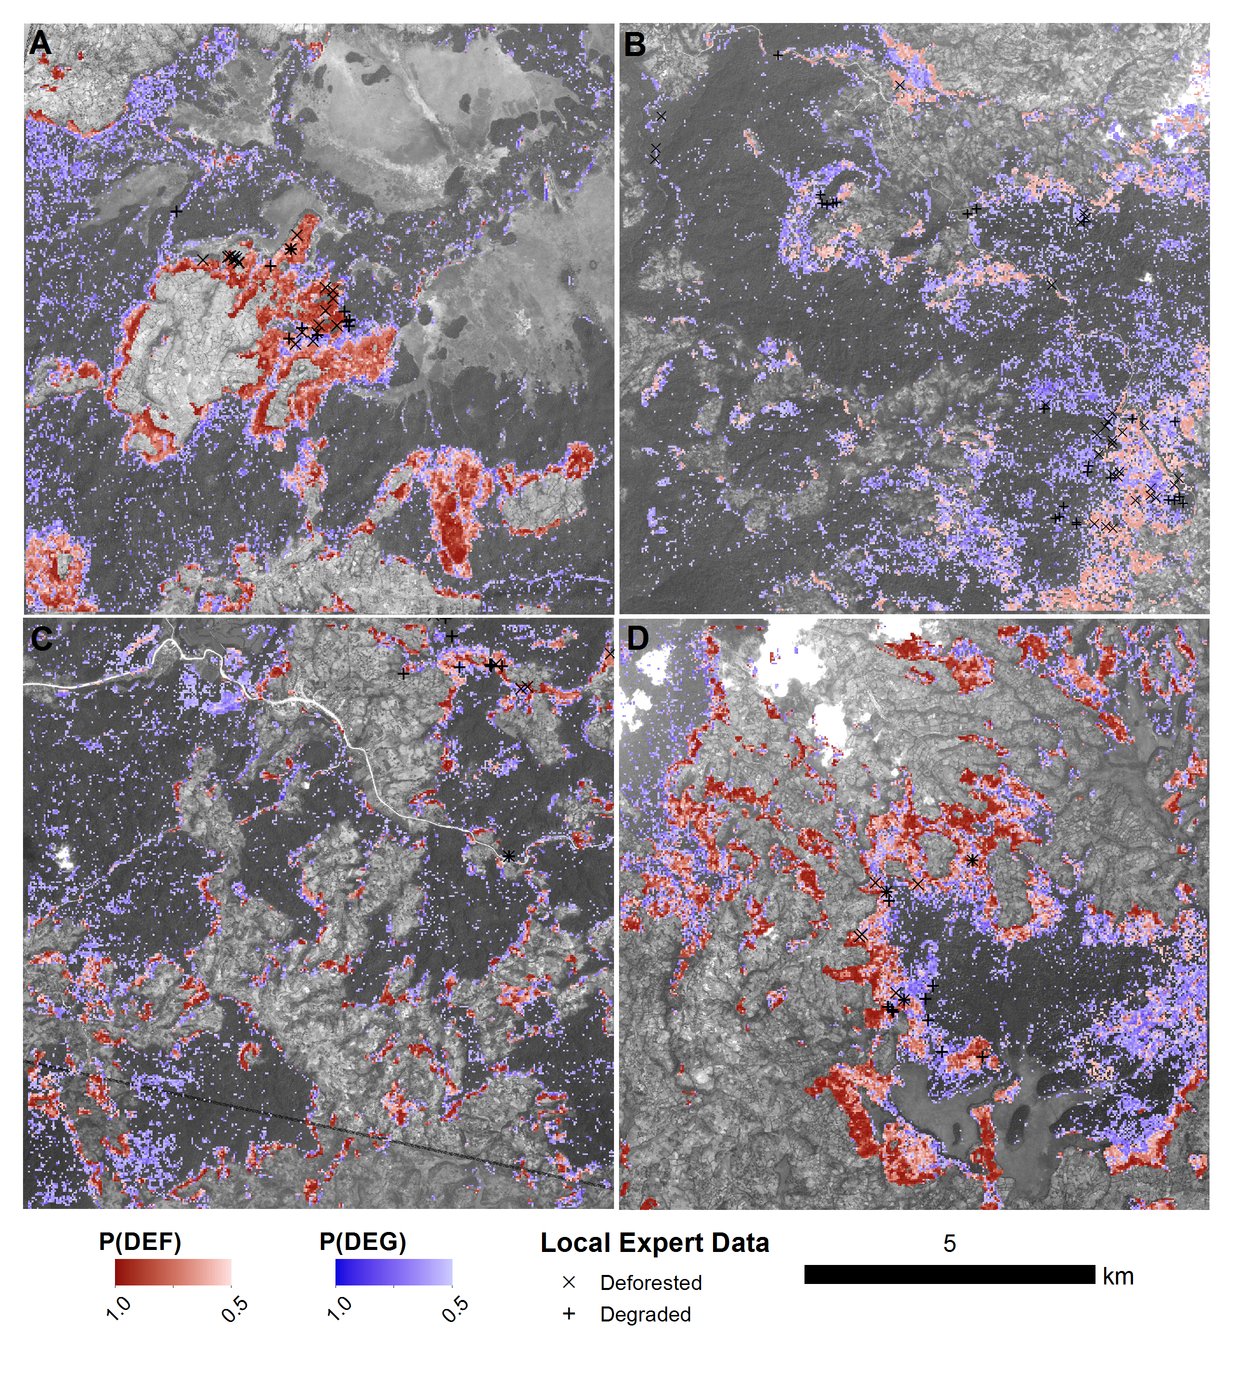 A
B
C
D
P(DEF)
1.0
0.5
P(DEG)
1.0
0.5
Local Expert Data
× Deforested
+ Degraded
5
km